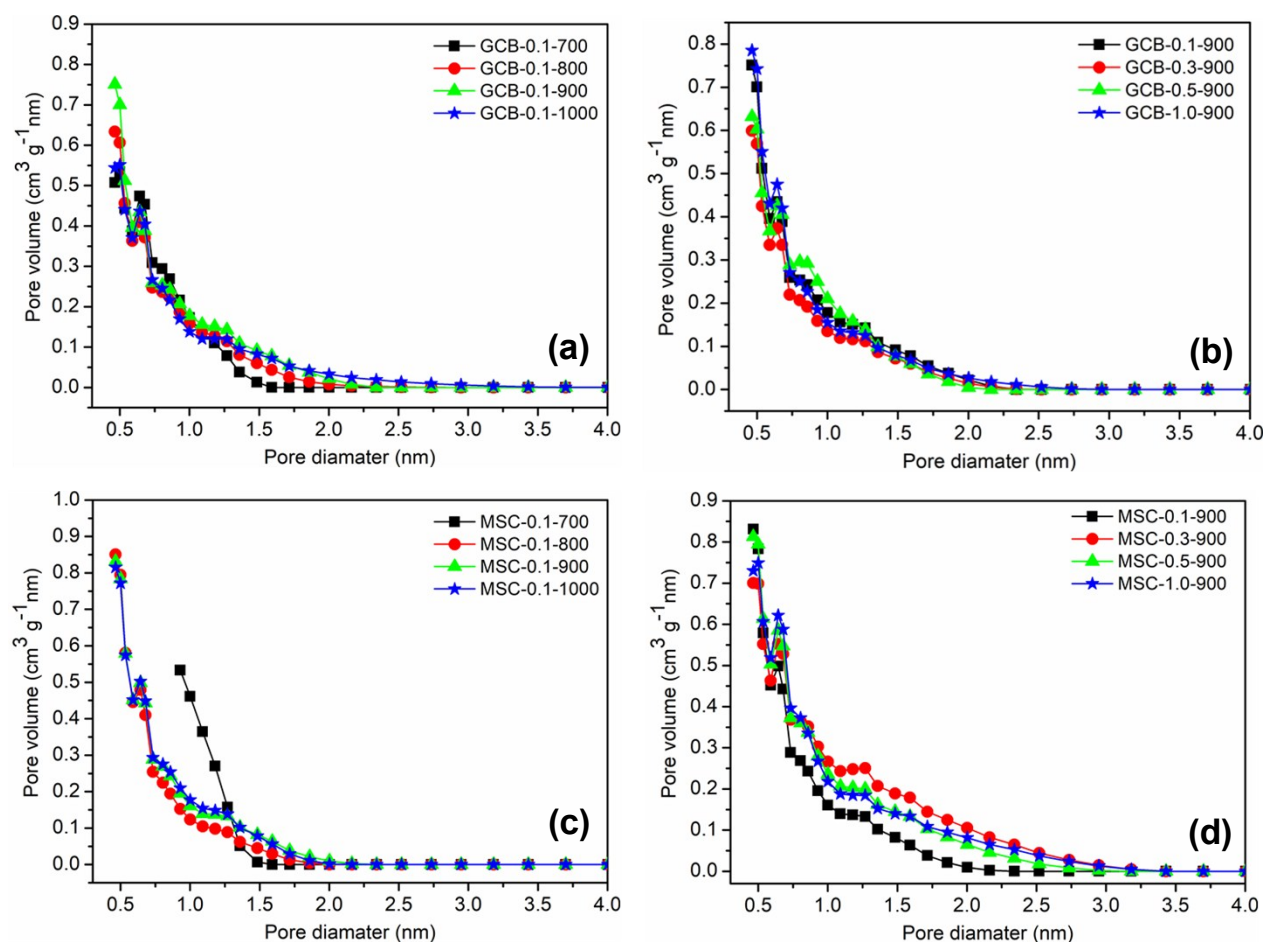 0.9
0.8
0.7
0.6
0.5
0.4
0.3
0.2
0.1
0.0
Pore volume (cm³ g⁻¹nm)
GCB-0.1-700
GCB-0.1-800
GCB-0.1-900
GCB-0.1-1000
(a)
0.5 1.0 1.5 2.0 2.5 3.0 3.5 4.0
Pore diamater (nm)
0.9
0.8
0.7
0.6
0.5
0.4
0.3
0.2
0.1
0.0
Pore volume (cm³ g⁻¹nm)
GCB-0.1-900
GCB-0.3-900
GCB-0.5-900
GCB-1.0-900
(b)
0.5 1.0 1.5 2.0 2.5 3.0 3.5 4.0
Pore diamater (nm)
1.0
0.9
0.8
0.7
0.6
0.5
0.4
0.3
0.2
0.1
0.0
Pore volume (cm³ g⁻¹nm)
MSC-0.1-700
MSC-0.1-800
MSC-0.1-900
MSC-0.1-1000
(c)
0.5 1.0 1.5 2.0 2.5 3.0 3.5 4.0
Pore diameter (nm)
0.9
0.8
0.7
0.6
0.5
0.4
0.3
0.2
0.1
0.0
Pore volume (cm³ g⁻¹nm)
MSC-0.1-900
MSC-0.3-900
MSC-0.5-900
MSC-1.0-900
(d)
0.5 1.0 1.5 2.0 2.5 3.0 3.5 4.0
Pore diameter (nm)